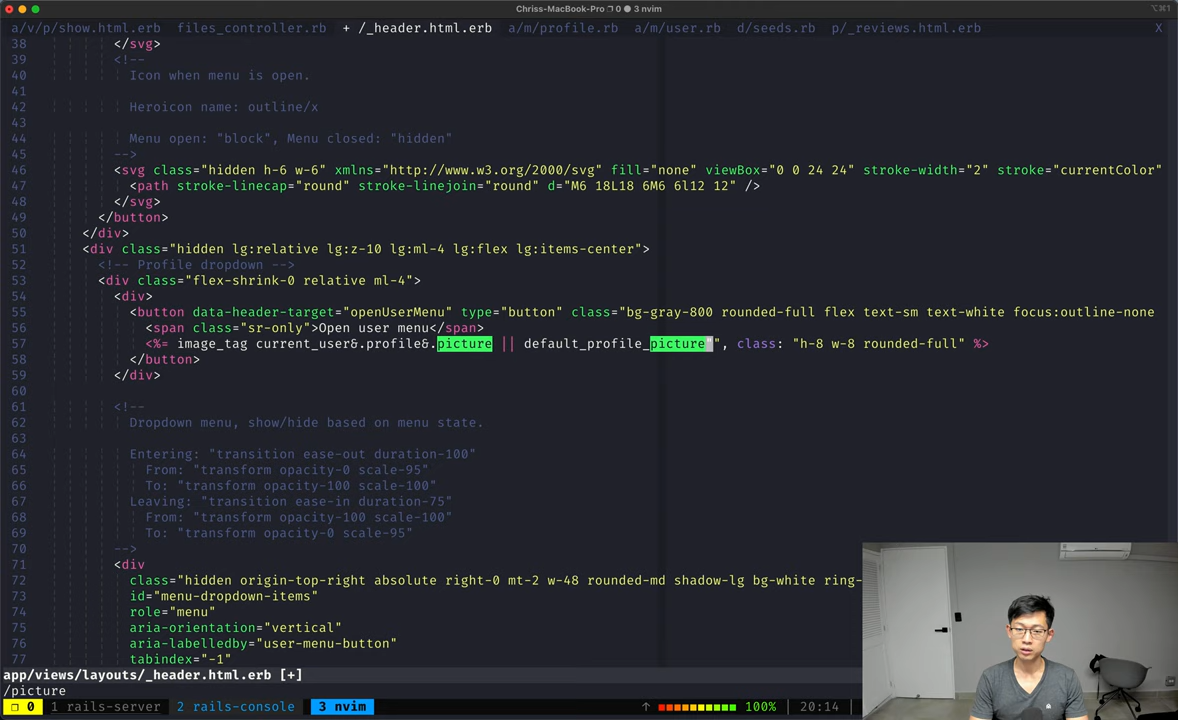 Chriss-MacBook-Pro ❐ 0 ● 3 nvim
⌥⌘1
a/v/p/show.html.erb files_controller.rb + /_header.html.erb a/m/profile.rb a/m/user.rb d/seeds.rb p/_reviews.html.erb X
38 </svg>
39 <!--
40 Icon when menu is open.
41
42 Heroicon name: outline/x
43
44 Menu open: "block", Menu closed: "hidden"
45 -->
46 <svg class="hidden h-6 w-6" xmlns="http://www.w3.org/2000/svg" fill="none" viewBox="0 0 24 24" stroke-width="2" stroke="currentColor"
47 <path stroke-linecap="round" stroke-linejoin="round" d="M6 18L18 6M6 6l12 12" />
48 </svg>
49 </button>
50 </div>
51 <div class="hidden lg:relative lg:z-10 lg:ml-4 lg:flex lg:items-center">
52 <!-- Profile dropdown -->
53 <div class="flex-shrink-0 relative ml-4">
54 <div>
55 <button data-header-target="openUserMenu" type="button" class="bg-gray-800 rounded-full flex text-sm text-white focus:outline-none
56 <span class="sr-only">Open user menu</span>
57 <%= image_tag current_user&.profile&.picture || default_profile_picture"", class: "h-8 w-8 rounded-full" %>
58 </button>
59 </div>
60
61 <!--
62 Dropdown menu, show/hide based on menu state.
63
64 Entering: "transition ease-out duration-100"
65 From: "transform opacity-0 scale-95"
66 To: "transform opacity-100 scale-100"
67 Leaving: "transition ease-in duration-75"
68 From: "transform opacity-100 scale-100"
69 To: "transform opacity-0 scale-95"
70 -->
71 <div
72 class="hidden origin-top-right absolute right-0 mt-2 w-48 rounded-md shadow-lg bg-white ring-
73 id="menu-dropdown-items"
74 role="menu"
75 aria-orientation="vertical"
76 aria-labelledby="user-menu-button"
77 tabindex="-1"
app/views/layouts/_header.html.erb [+]
/picture
❐ 0 1 rails-server 2 rails-console 3 nvim ↑ 100% | 20:14